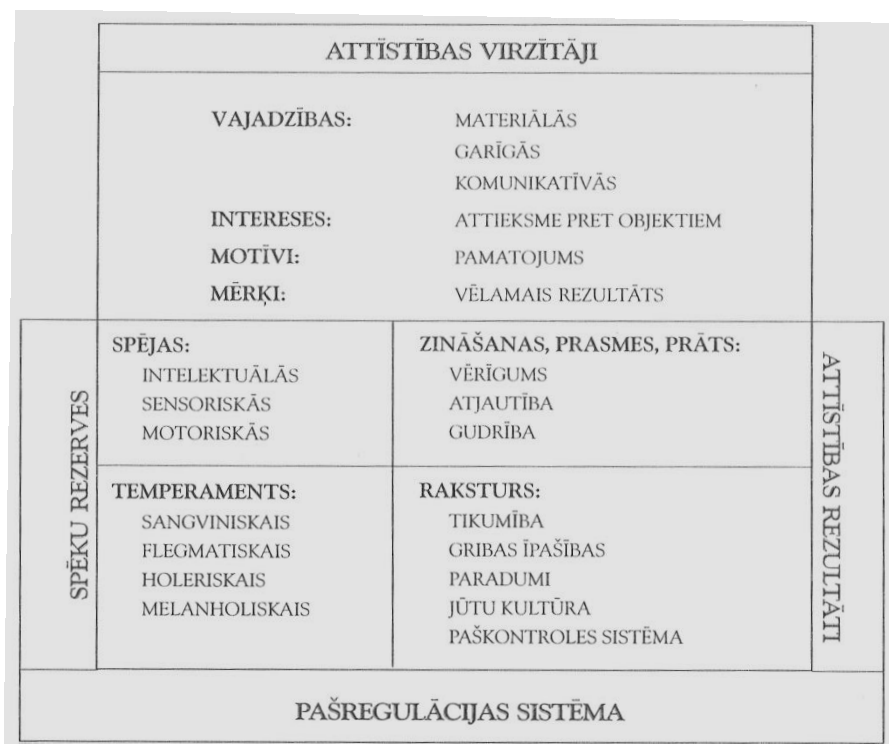 ATTĪSTĪBAS VIRZĪTĀJI
VAJADZĪBAS: MATERIĀLĀS
GARĪGĀS
KOMUNIKATĪVĀS
INTERESES: ATTIEKSME PRET OBJEKTIEM
MOTĪVI: PAMATOJUMS
MĒRĶI: VĒLAMAIS REZULTĀTS
SPĒKU REZERVES
SPĒJAS:
INTELEKTUĀLĀS
SENSORISKĀS
MOTORISKĀS
ZINĀŠANAS, PRASMES, PRĀTS:
VĒRĪGUMS
ATJAUTĪBA
GUDRĪBA
TEMPERAMENTS:
SANGVINISKAIS
FLEGMATISKAIS
HOLERISKAIS
MELANHOLISKAIS
RAKSTURS:
TIKUMĪBA
GRIBAS ĪPAŠĪBAS
PARADUMI
JŪTU KULTŪRA
PAŠKONTROLES SISTĒMA
ATTĪSTĪBAS REZULTĀTI
PAŠREGULĀCIJAS SISTĒMA